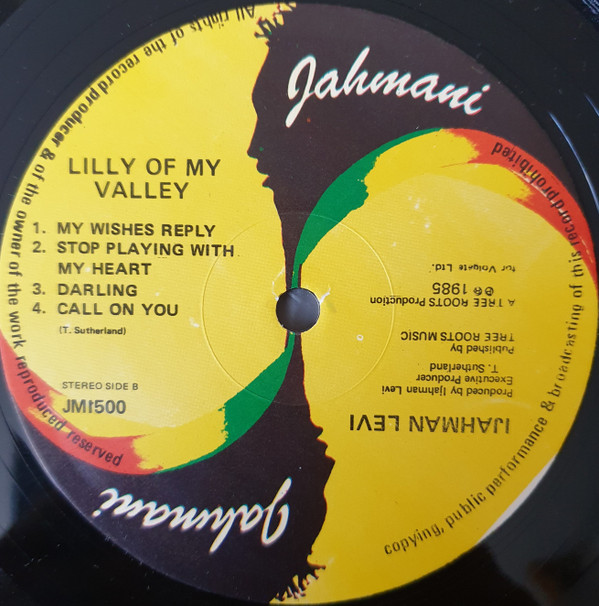 Jahmani
LILLY OF MY
VALLEY
1. MY WISHES REPLY
2. STOP PLAYING WITH
MY HEART
3. DARLING
4. CALL ON YOU
(T. Sutherland)
STEREO SIDE B
JMI500
IJAHMAN LEVI
Produced by Ijahman Levi
Executive Producer
T. Sutherland
Published by
TREE ROOTS MUSIC
A TREE ROOTS Production
℗© 1985
for Volgate Ltd.
Jahmani
All rights of the record producer & of the owner of the work reproduced reserved
copying, public performance & broadcasting of this record prohibited